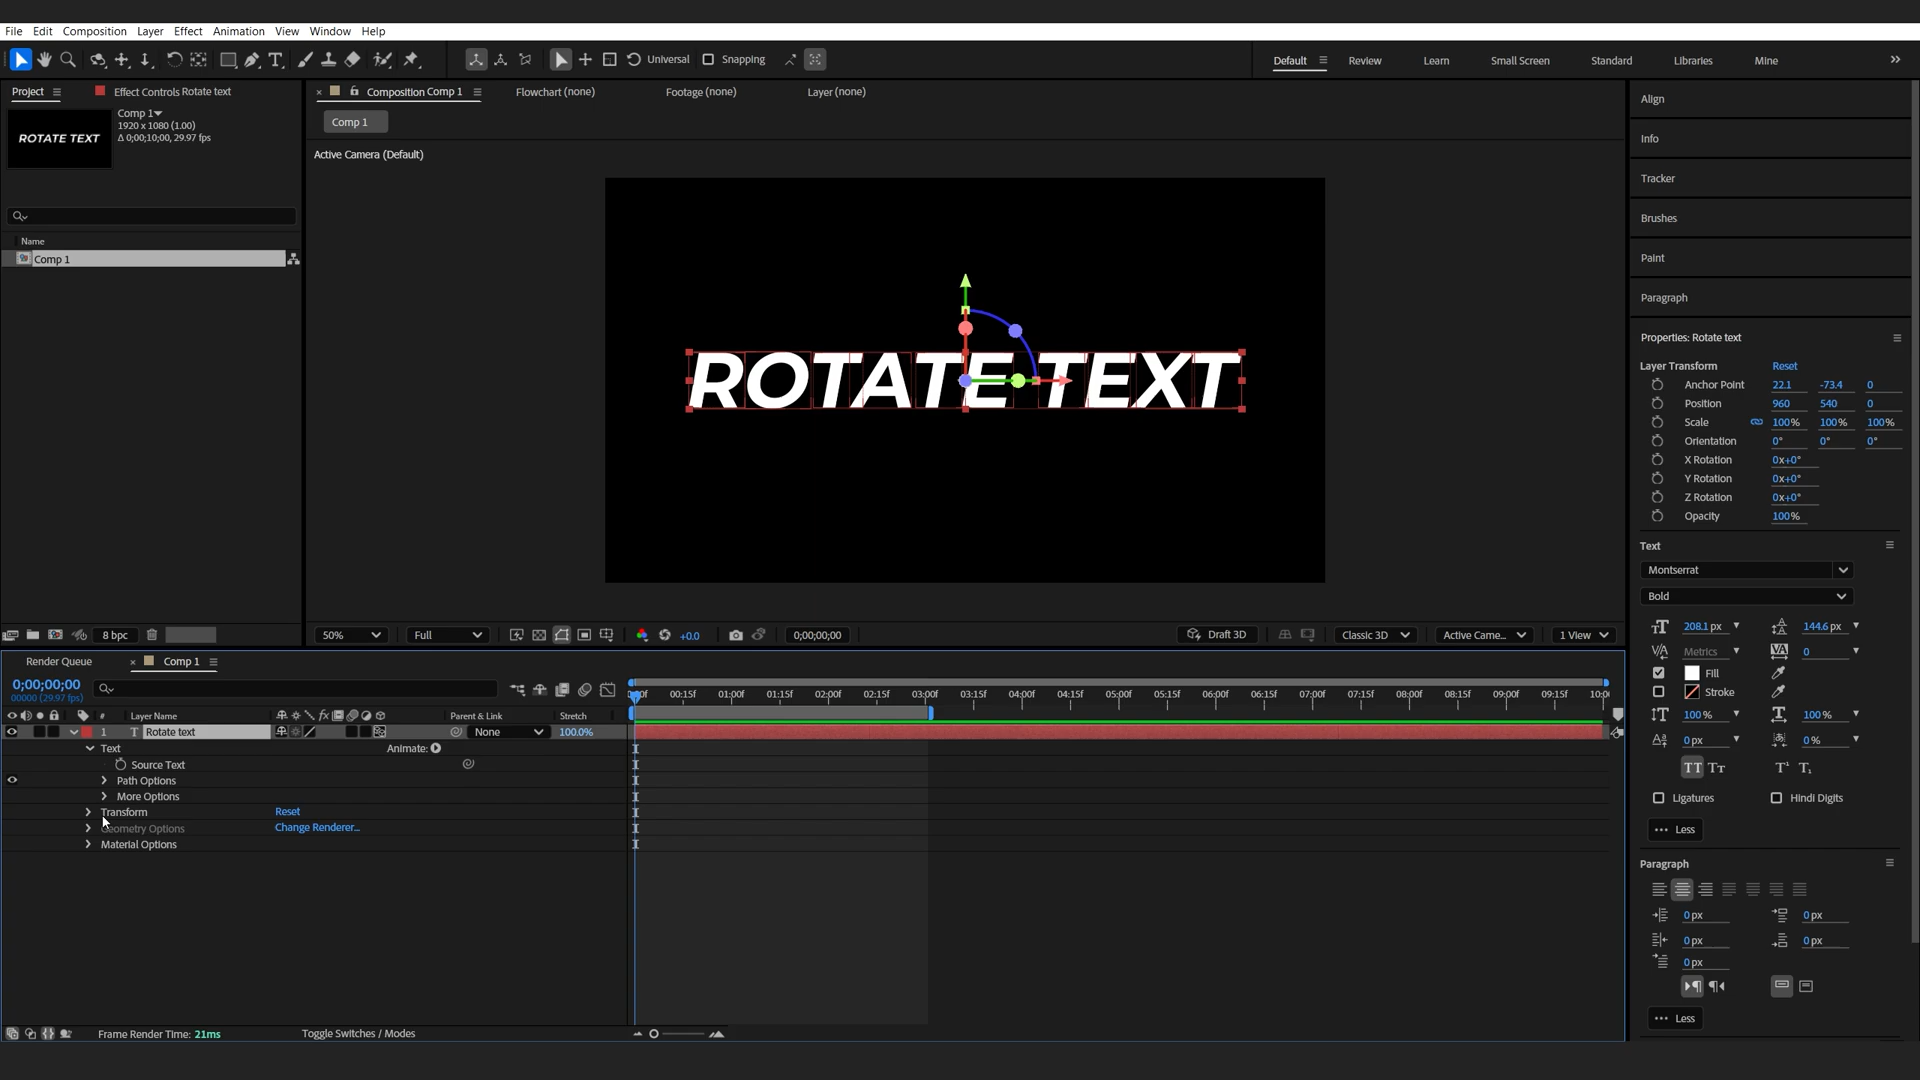 File Edit Composition Layer Effect Animation View Window Help
Universal Snapping Default Review Learn Small Screen Standard Libraries Mine
Project Effect Controls Rotate text
Composition Comp 1 Flowchart (none) Footage (none) Layer (none)
Comp 1
1920 x 1080 (1.00)
Δ 0;00;10;00, 29.97 fps
ROTATE TEXT
Comp 1
Active Camera (Default)
ROTATE TEXT
Name
Comp 1
8 bpc
50% Full +0.0 0;00;00;00 Draft 3D Classic 3D Active Came... 1 View
Align
Info
Tracker
Brushes
Paint
Paragraph
Properties: Rotate text
Layer Transform Reset
Anchor Point 22.1 -73.4 0
Position 960 540 0
Scale 100% 100% 100%
Orientation 0° 0° 0°
X Rotation 0x+0°
Y Rotation 0x+0°
Z Rotation 0x+0°
Opacity 100%
Text
Montserrat
Bold
208.1 px 144.6 px
Metrics 0
Fill
Stroke
100 % 100 %
0 px 0 %
TT Tт T¹ T₁
Ligatures Hindi Digits
Less
Paragraph
0 px 0 px
0 px 0 px
0 px
Less
Render Queue Comp 1
0;00;00;00
00000 (29.97 fps)
00:15f 01:00f 01:15f 02:00f 02:15f 03:00f 03:15f 04:00f 04:15f 05:00f 05:15f 06:00f 06:15f 07:00f 07:15f 08:00f 08:15f 09:00f 09:15f 10:0
# Layer Name Parent & Link Stretch
1 T Rotate text None 100.0%
Text Animate:
Source Text
Path Options
More Options
Transform Reset
Geometry Options Change Renderer...
Material Options
Frame Render Time: 21ms Toggle Switches / Modes